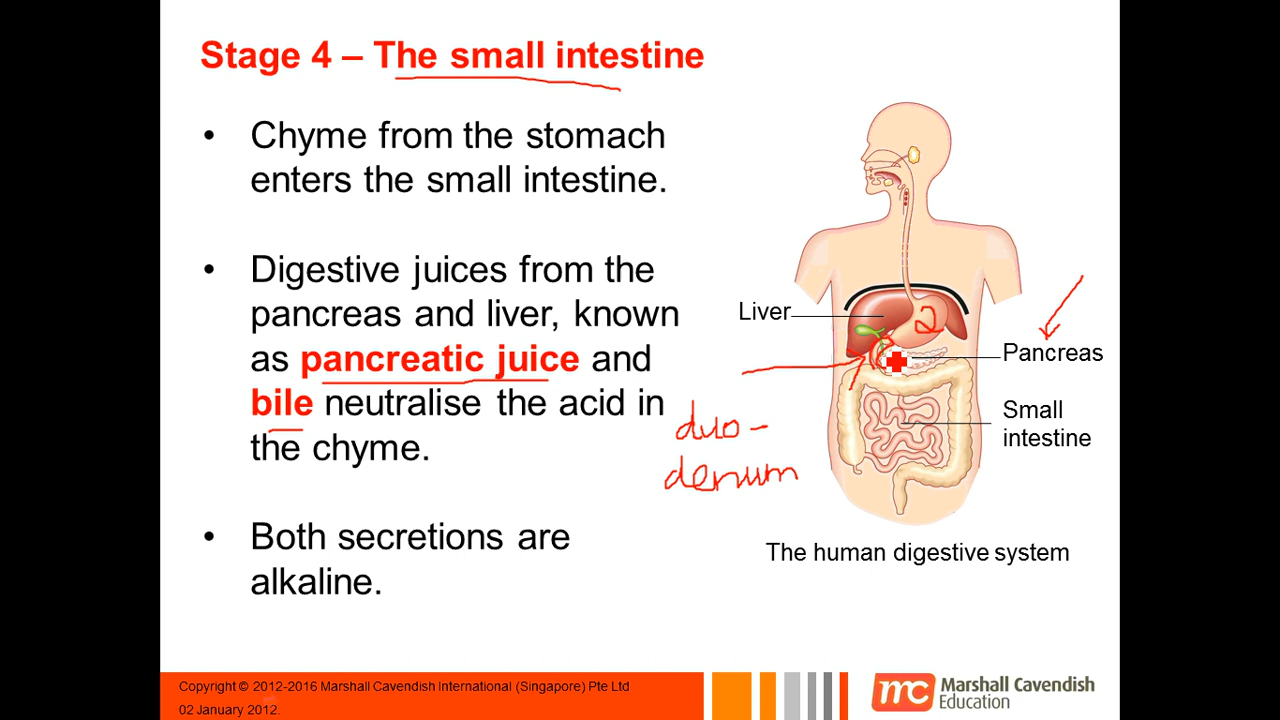 Stage 4 – The small intestine
• Chyme from the stomach
enters the small intestine.
• Digestive juices from the
pancreas and liver, known
as pancreatic juice and
bile neutralise the acid in
the chyme.
• Both secretions are
alkaline.
Liver
2
Pancreas
Small
intestine
duo-
denum
The human digestive system
Copyright © 2012-2016 Marshall Cavendish International (Singapore) Pte Ltd
02 January 2012.
mc Marshall Cavendish
Education